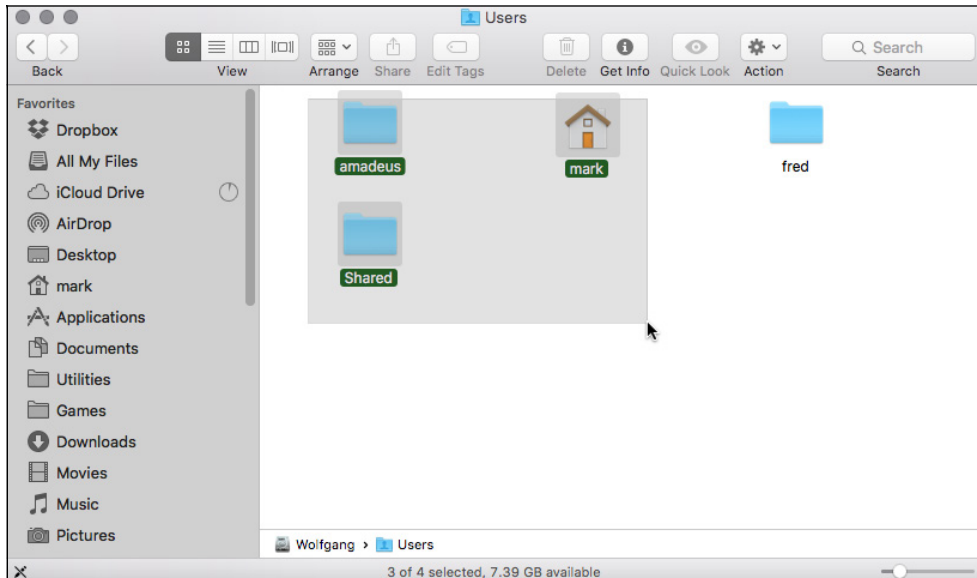 Users
Back View Arrange Share Edit Tags Delete Get Info Quick Look Action Search
Search
Favorites
Dropbox
All My Files
iCloud Drive
AirDrop
Desktop
mark
Applications
Documents
Utilities
Games
Downloads
Movies
Music
Pictures
amadeus
mark
fred
Shared
Wolfgang › Users
3 of 4 selected, 7.39 GB available